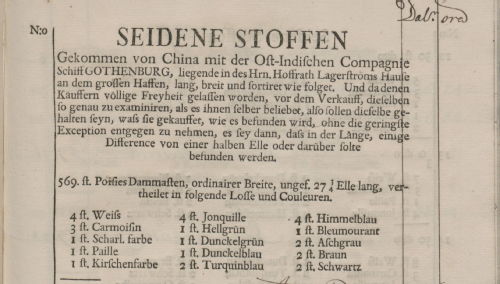 N:o
SEIDENE STOFFEN
Gekommen von China mit der Ost-Indischen Compagnie
Schiff GOTHENBURG, liegende in des Hrn. Hoffrath Lagerströms Hause
an dem grossen Haffen, lang, breit und sortiret wie folget. Und da denen
Kauffern völlige Freyheit gelassen worden, vor dem Verkauff, dieselben
so genau zu examiniren, als es ihnen selber beliebet, also sollen dieselbe ge-
halten seyn, wass sie gekauffet, wie es befunden wird, ohne die geringste
Exception entgegen zu nehmen, es sey dann, dass in der Länge, einige
Difference von einer halben Elle oder darüber solte
befunden werden.
569. st. Poësies Dammasten, ordinairer Breite, ungef. 27 ¾ Elle lang, ver-
theilet in folgende Losse und Couleuren.
4 st. Weiss 4 st. Jonquille 4 st. Himmelblau
3 st. Carmoisin 1 st. Hellgrün 1 st. Bleumourant
1 st. Scharl. farbe 1 st. Dunckelgrün 2 st. Aschgrau
1 st. Paille 1 st. Dunckelblau 2 st. Braun
1 st. Kirschenfarbe 2 st. Turquinblau 2 st. Schwartz